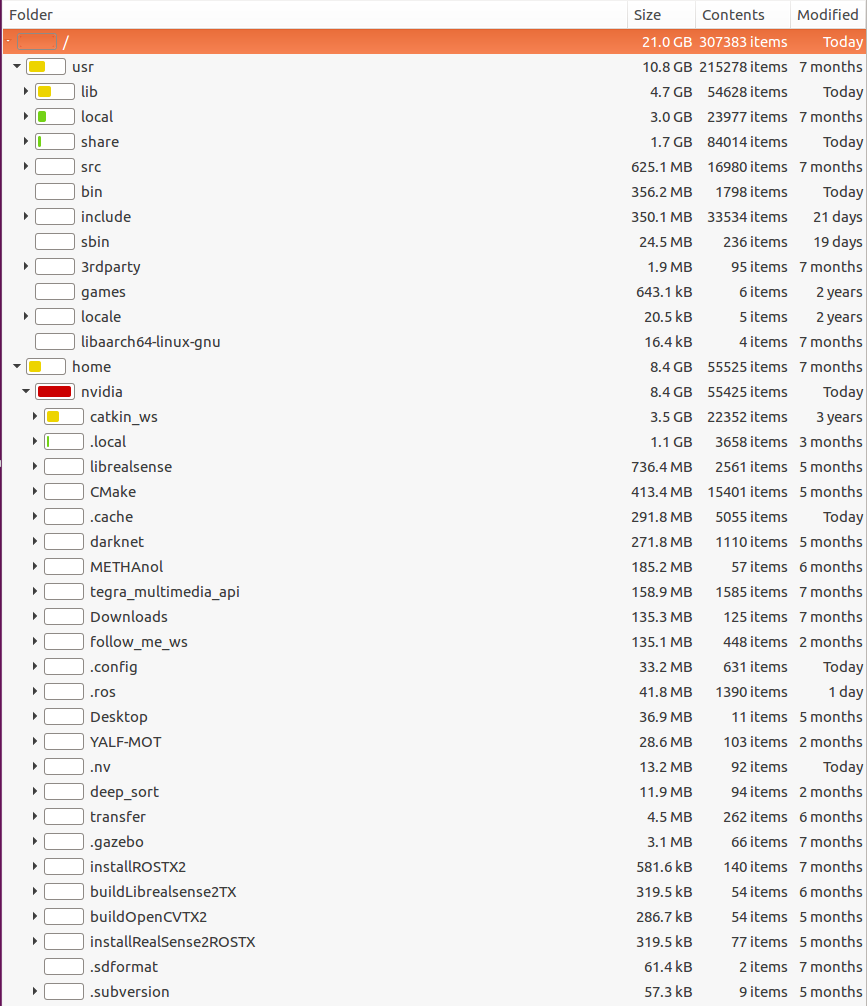 Folder Size Contents Modified
/ 21.0 GB 307383 items Today
usr 10.8 GB 215278 items 7 months
lib 4.7 GB 54628 items Today
local 3.0 GB 23977 items 7 months
share 1.7 GB 84014 items Today
src 625.1 MB 16980 items 7 months
bin 356.2 MB 1798 items Today
include 350.1 MB 33534 items 21 days
sbin 24.5 MB 236 items 19 days
3rdparty 1.9 MB 95 items 7 months
games 643.1 kB 6 items 2 years
locale 20.5 kB 5 items 2 years
libaarch64-linux-gnu 16.4 kB 4 items 7 months
home 8.4 GB 55525 items 7 months
nvidia 8.4 GB 55425 items Today
catkin_ws 3.5 GB 22352 items 3 years
.local 1.1 GB 3658 items 3 months
librealsense 736.4 MB 2561 items 5 months
CMake 413.4 MB 15401 items 5 months
.cache 291.8 MB 5055 items Today
darknet 271.8 MB 1110 items 5 months
METHAnol 185.2 MB 57 items 6 months
tegra_multimedia_api 158.9 MB 1585 items 7 months
Downloads 135.3 MB 125 items 7 months
follow_me_ws 135.1 MB 448 items 2 months
.config 33.2 MB 631 items Today
.ros 41.8 MB 1390 items 1 day
Desktop 36.9 MB 11 items 5 months
YALF-MOT 28.6 MB 103 items 2 months
.nv 13.2 MB 92 items Today
deep_sort 11.9 MB 94 items 2 months
transfer 4.5 MB 262 items 6 months
.gazebo 3.1 MB 66 items 7 months
installROSTX2 581.6 kB 140 items 7 months
buildLibrealsense2TX 319.5 kB 54 items 6 months
buildOpenCVTX2 286.7 kB 54 items 5 months
installRealSense2ROSTX 319.5 kB 77 items 5 months
.sdformat 61.4 kB 2 items 7 months
.subversion 57.3 kB 9 items 5 months